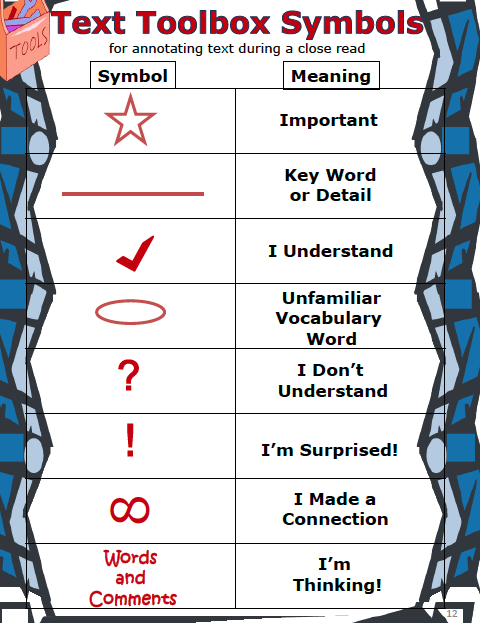 TOOLS
Text Toolbox Symbols
for annotating text during a close read
Symbol
Meaning
Important
Key Word
or Detail
I Understand
Unfamiliar
Vocabulary
Word
?
I Don’t
Understand
!
I’m Surprised!
∞
I Made a
Connection
Words
and
Comments
I’m
Thinking!
12